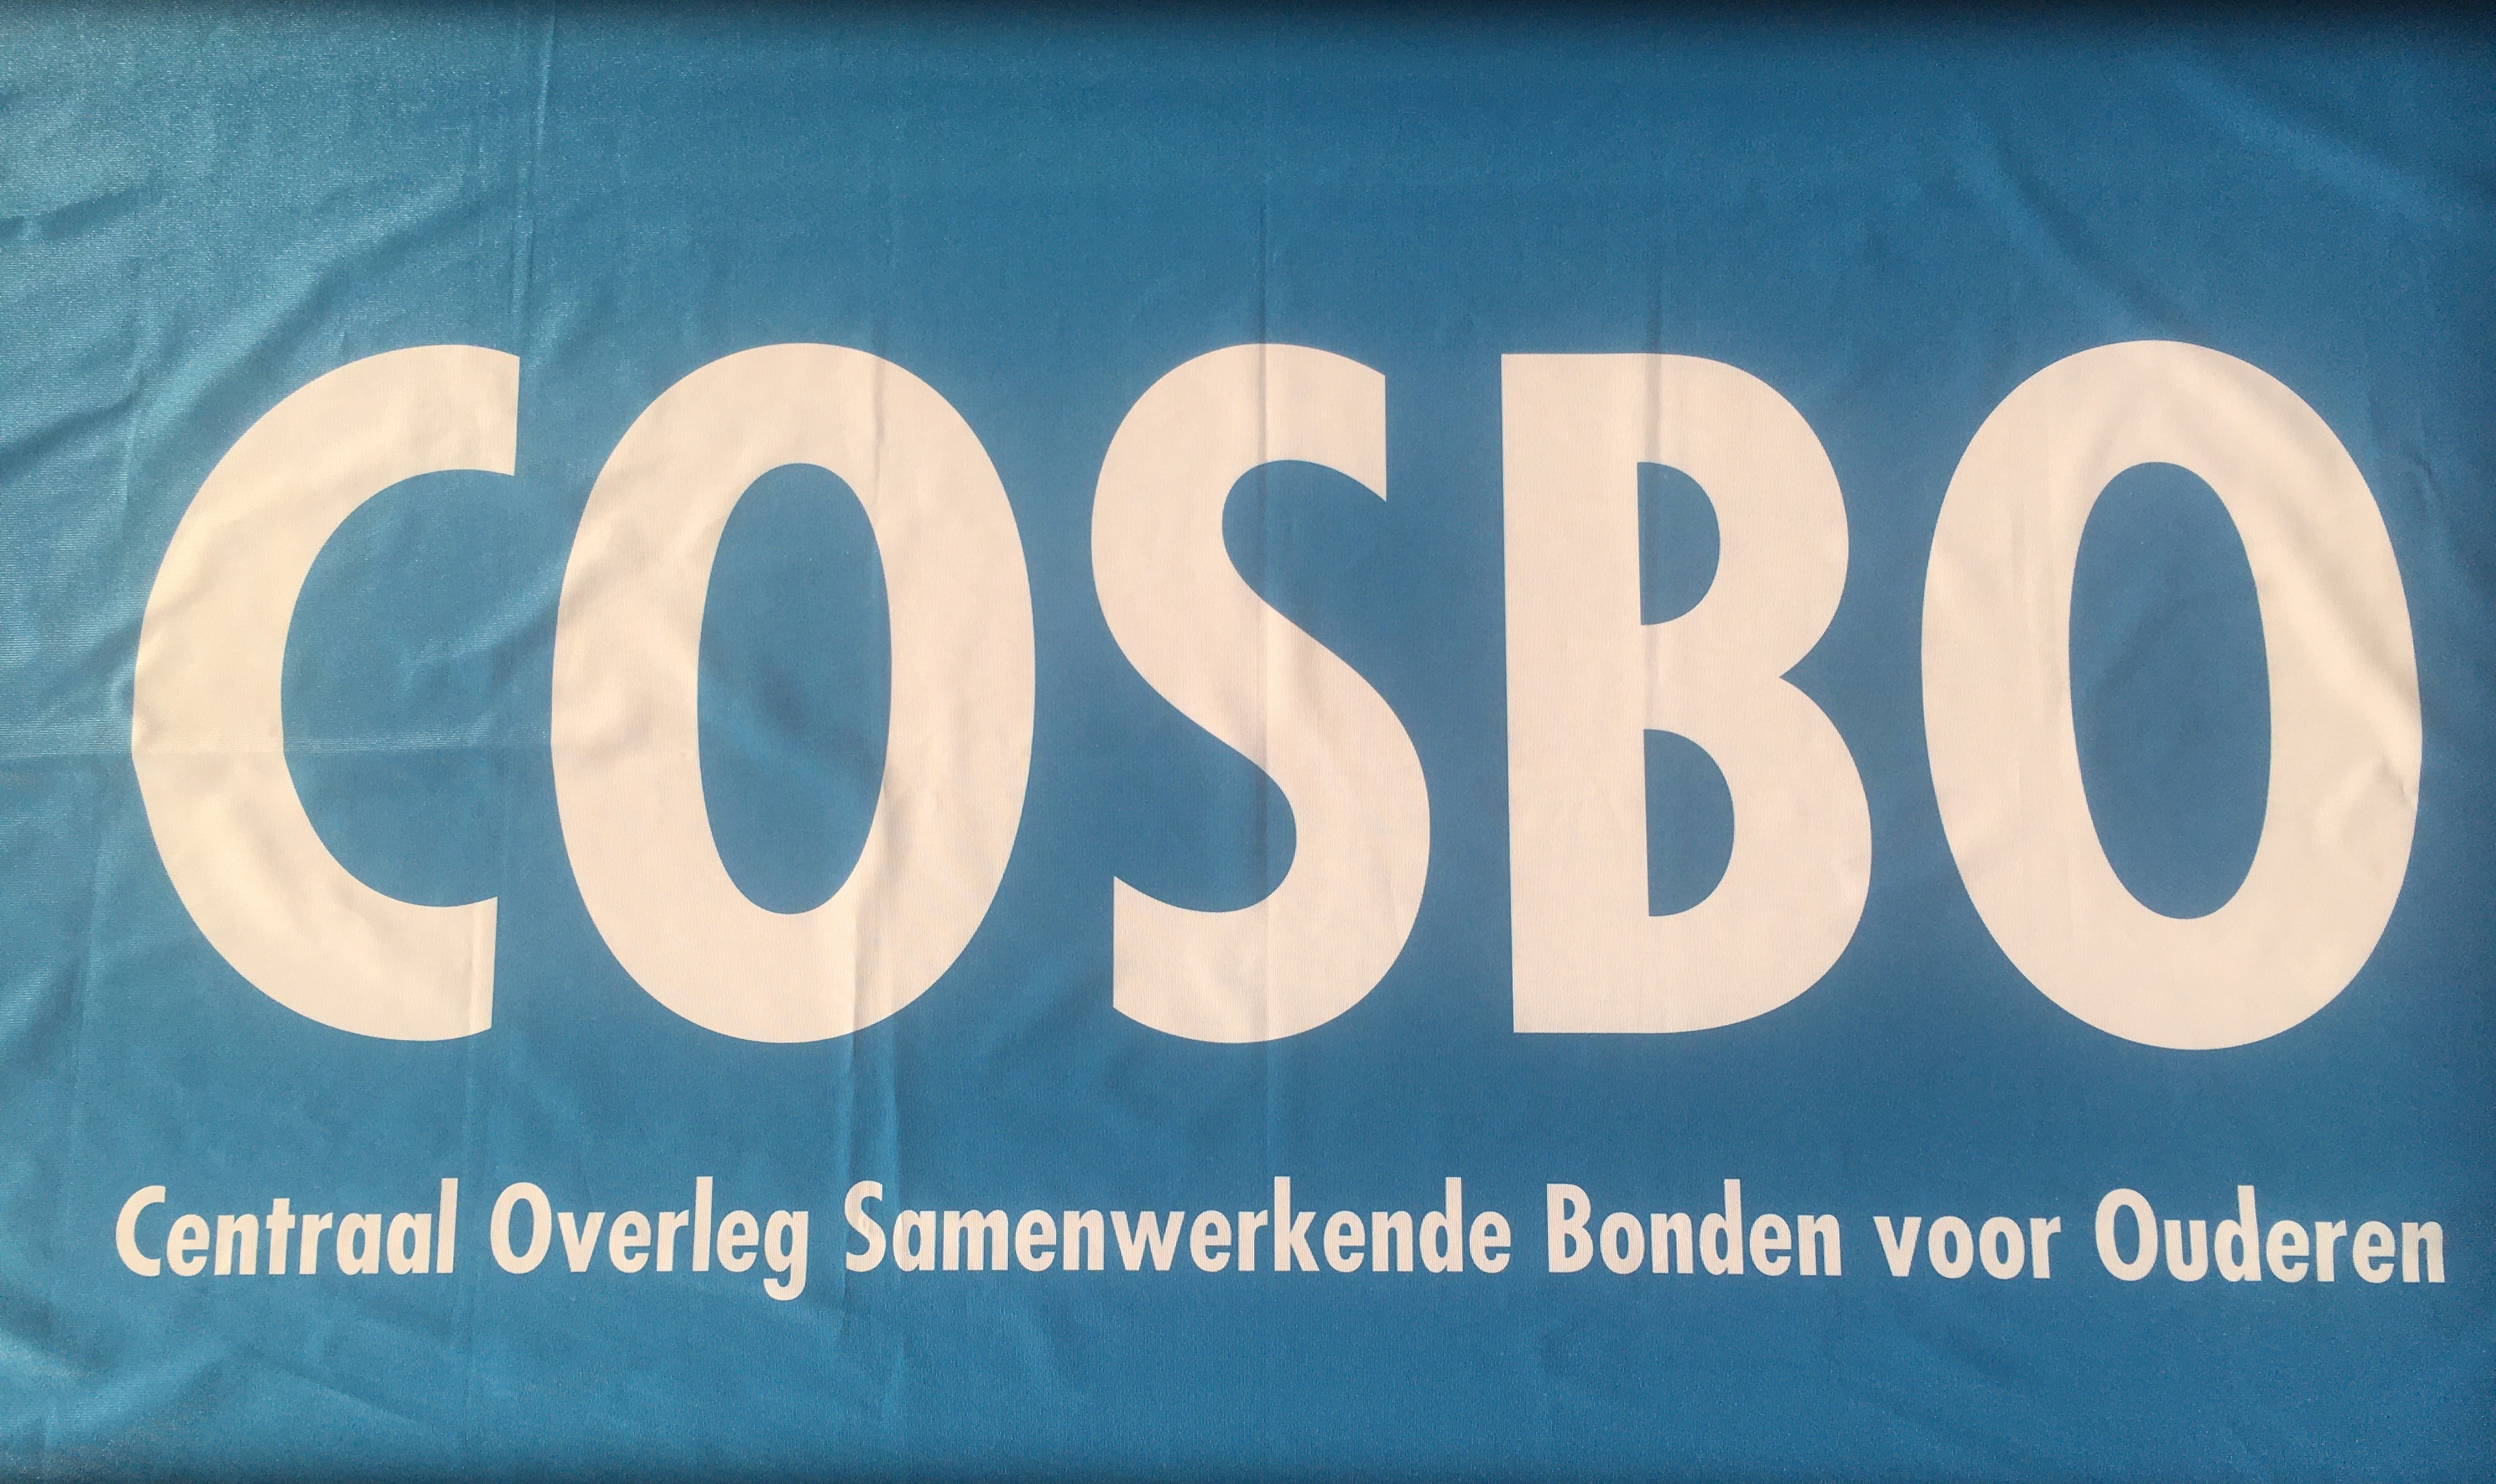 COSBO
Centraal Overleg Samenwerkende Bonden voor Ouderen